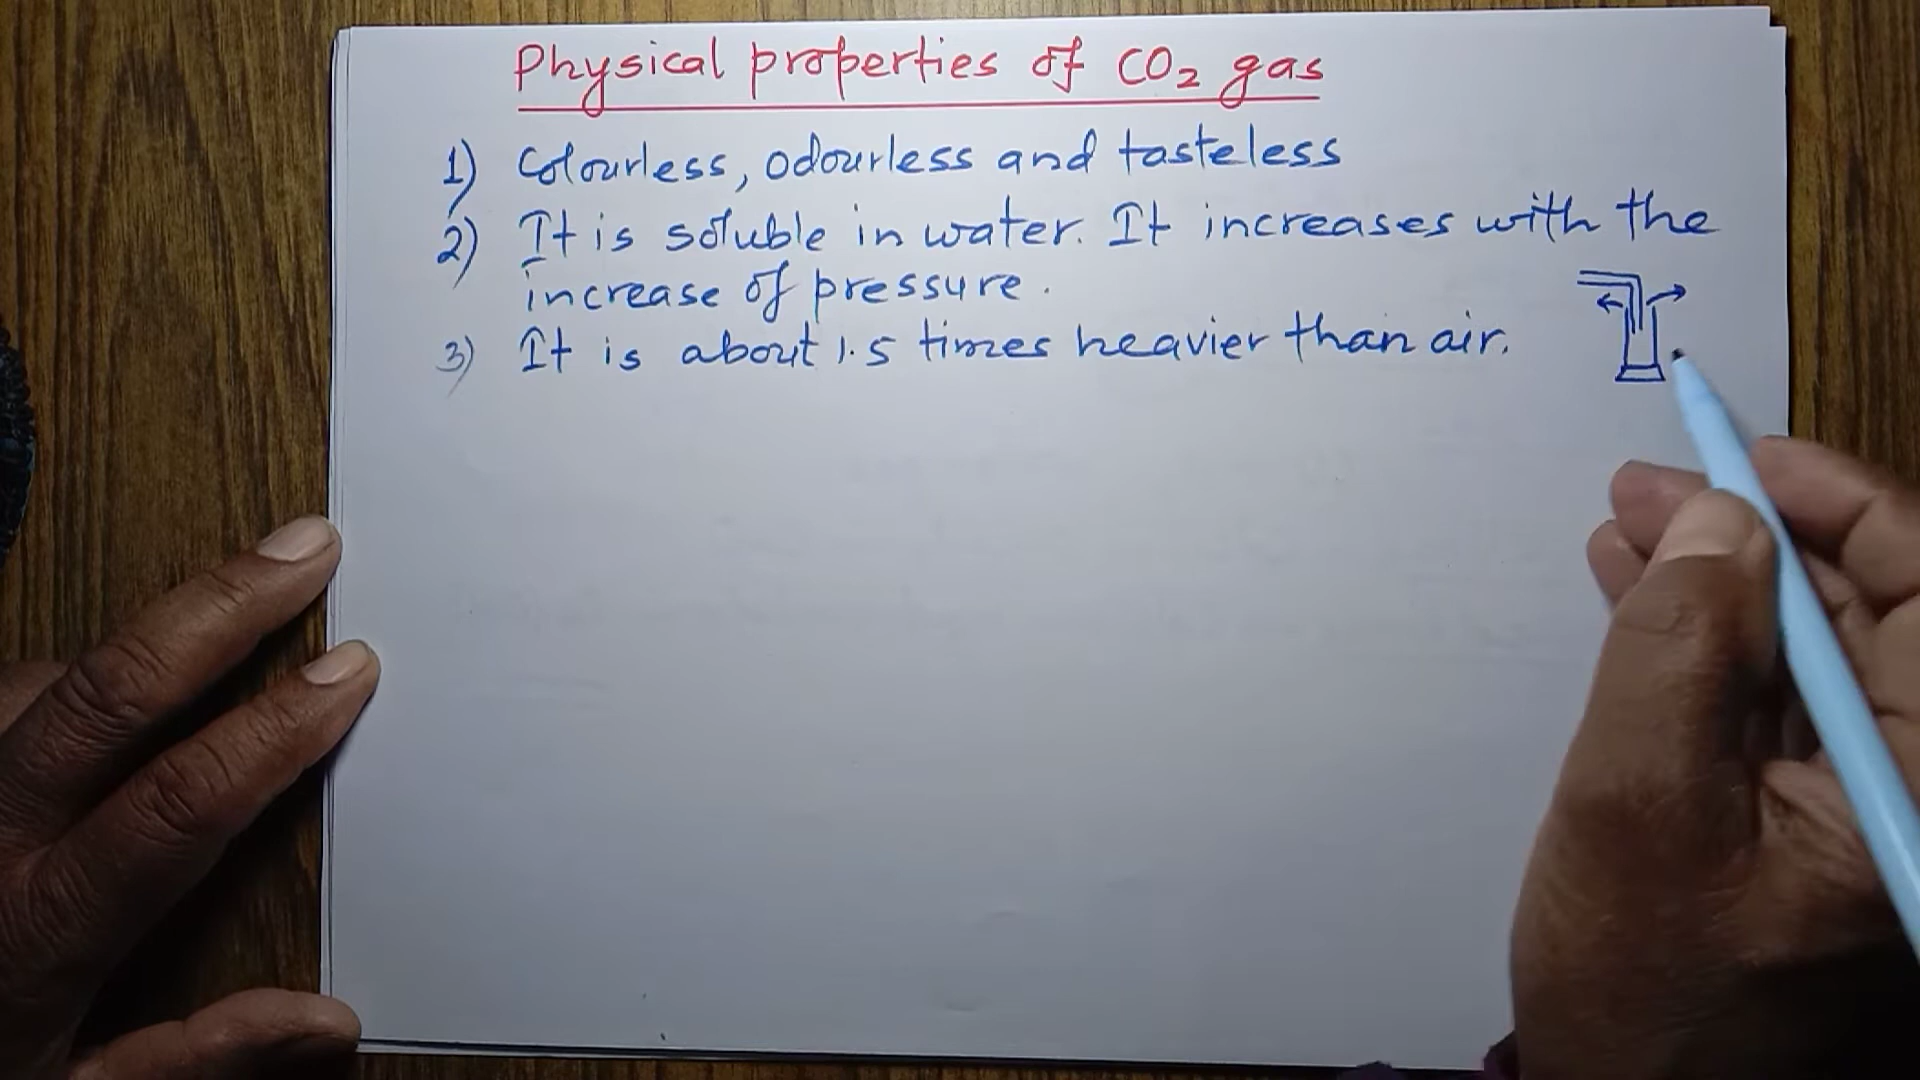 Physical properties of CO₂ gas
1) Colourless, odourless and tasteless
2) It is soluble in water. It increases with the
increase of pressure.
3) It is about 1.5 times heavier than air.